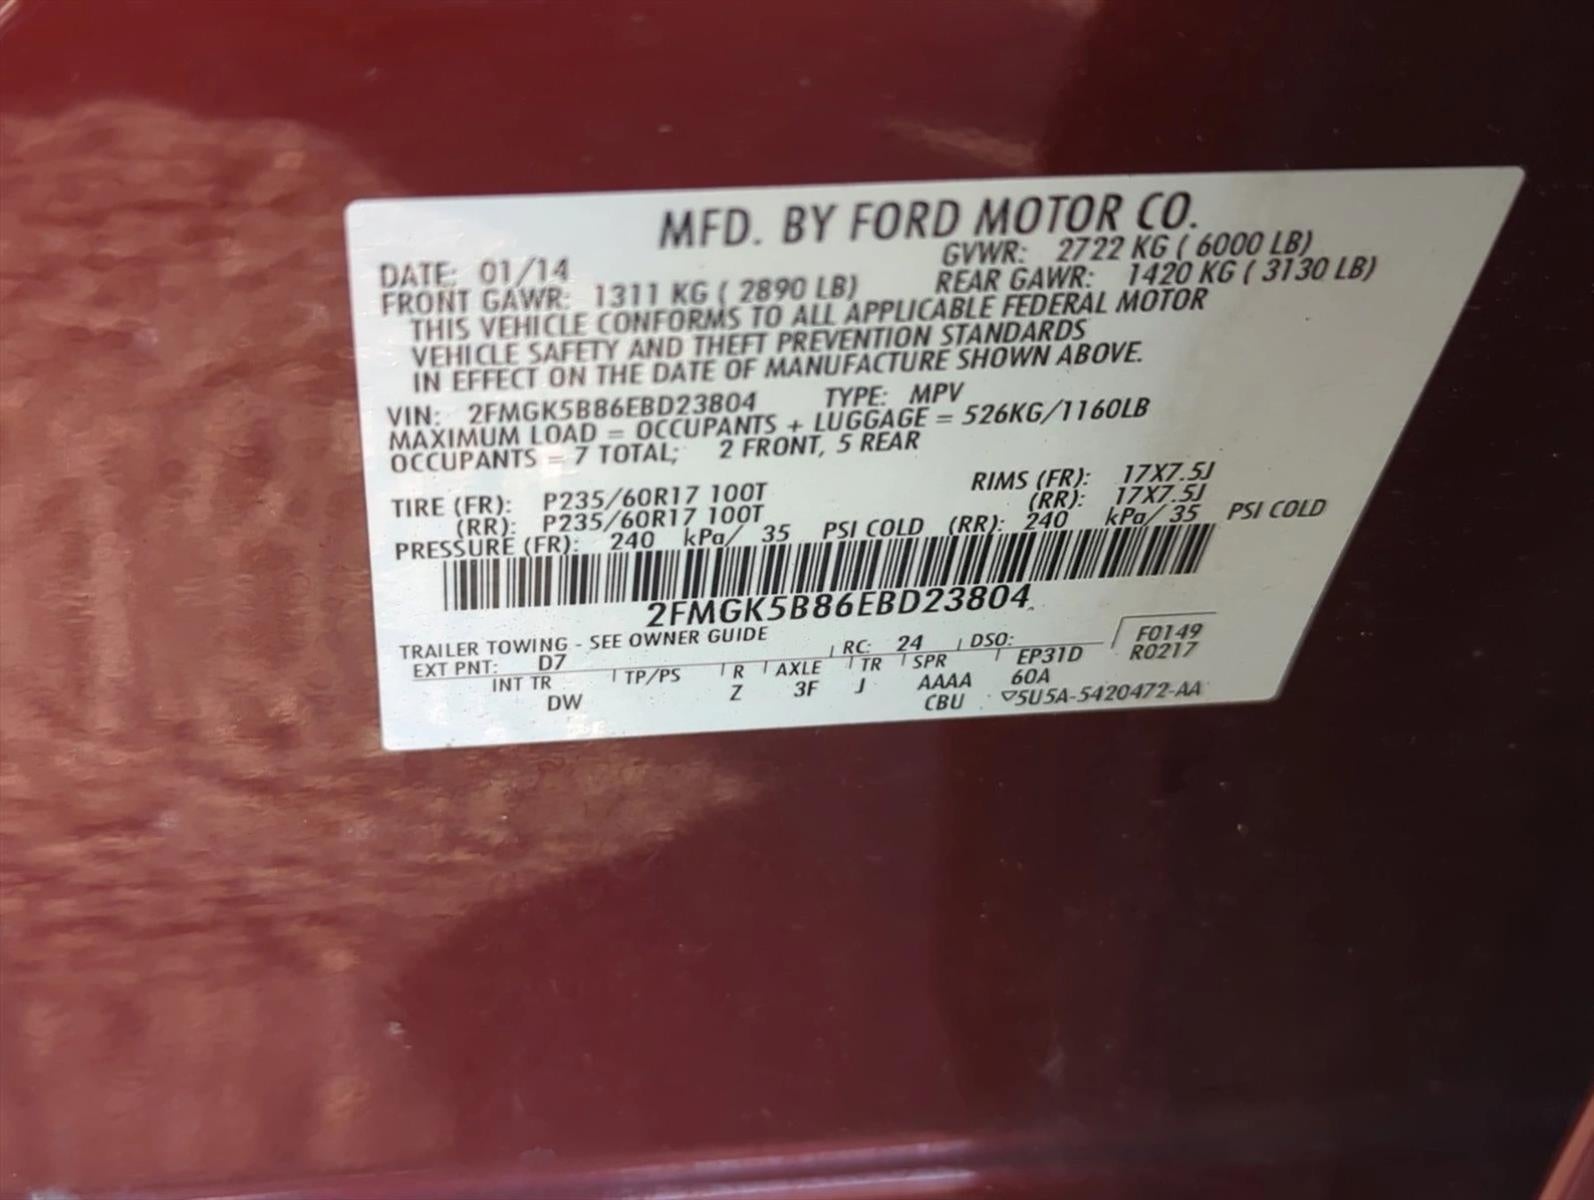 MFD. BY FORD MOTOR CO.
DATE: 01/14 GVWR: 2722 KG ( 6000 LB)
FRONT GAWR: 1311 KG ( 2890 LB) REAR GAWR: 1420 KG ( 3130 LB)
THIS VEHICLE CONFORMS TO ALL APPLICABLE FEDERAL MOTOR
VEHICLE SAFETY AND THEFT PREVENTION STANDARDS
IN EFFECT ON THE DATE OF MANUFACTURE SHOWN ABOVE.
VIN: 2FMGK5B86EBD23804 TYPE: MPV
MAXIMUM LOAD = OCCUPANTS + LUGGAGE = 526KG/1160LB
OCCUPANTS = 7 TOTAL; 2 FRONT, 5 REAR
TIRE (FR): P235/60R17 100T RIMS (FR): 17X7.5J
(RR): P235/60R17 100T (RR): 17X7.5J
PRESSURE (FR): 240 kPa/ 35 PSI COLD (RR): 240 kPa/ 35 PSI COLD
2FMGK5B86EBD23804
TRAILER TOWING - SEE OWNER GUIDE
EXT PNT: D7 RC: 24 DSO: F0149
INT TR TP/PS R AXLE TR SPR EP31D R0217
DW Z 3F J AAAA 60A
CBU 5U5A-5420472-AA